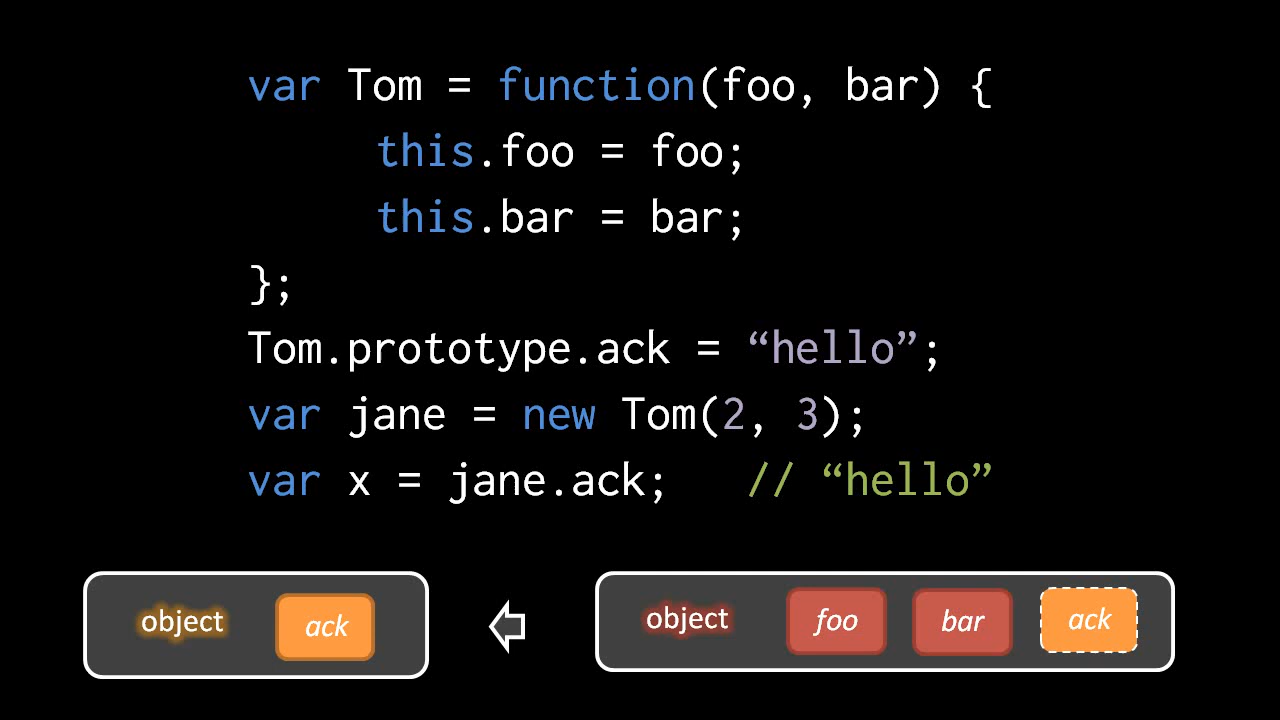 var Tom = function(foo, bar) {
this.foo = foo;
this.bar = bar;
};
Tom.prototype.ack = “hello”;
var jane = new Tom(2, 3);
var x = jane.ack; // “hello”
object ack
object foo bar ack